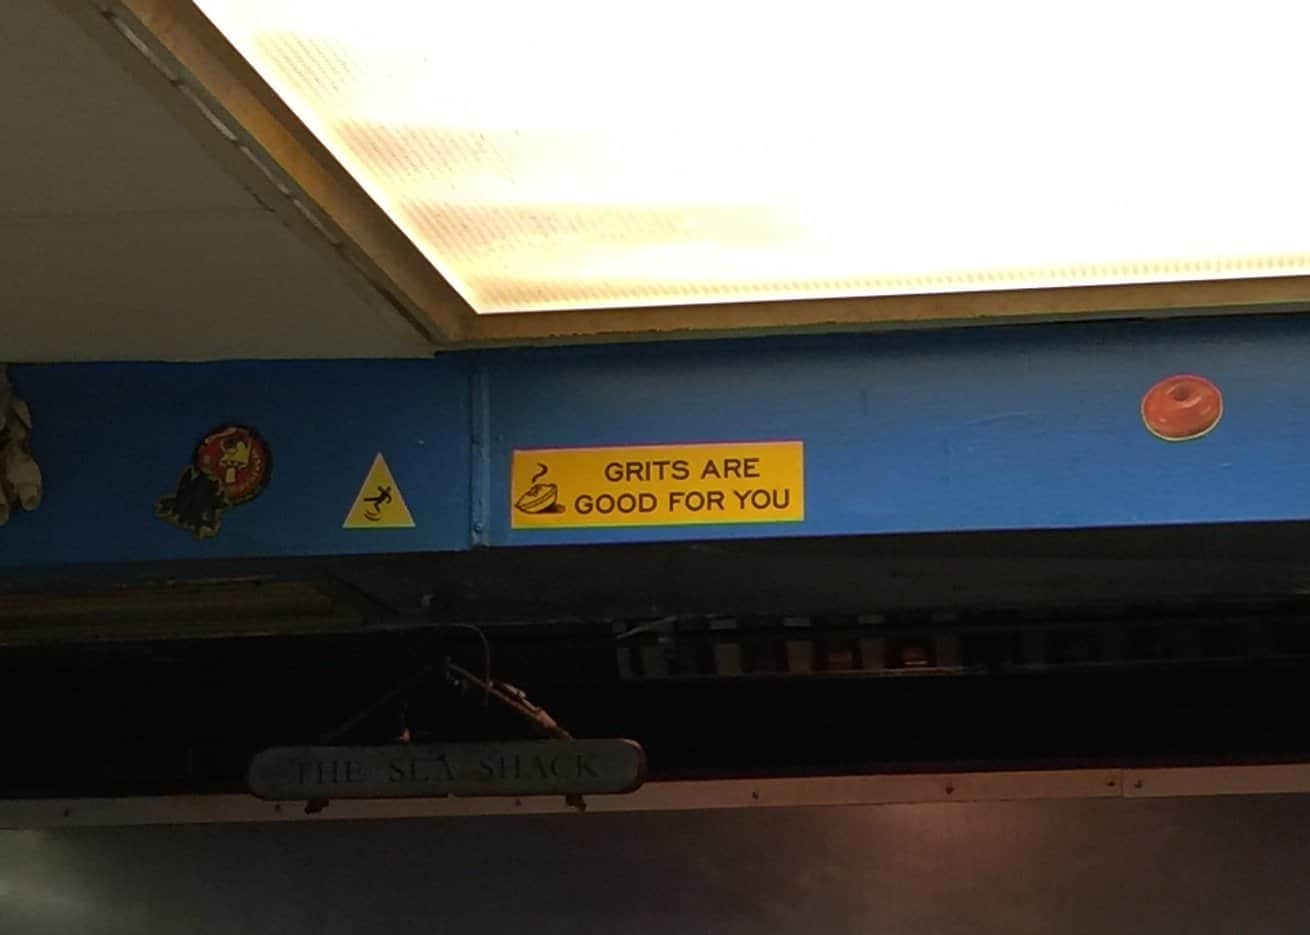 GRITS ARE
GOOD FOR YOU
THE SEA SHACK